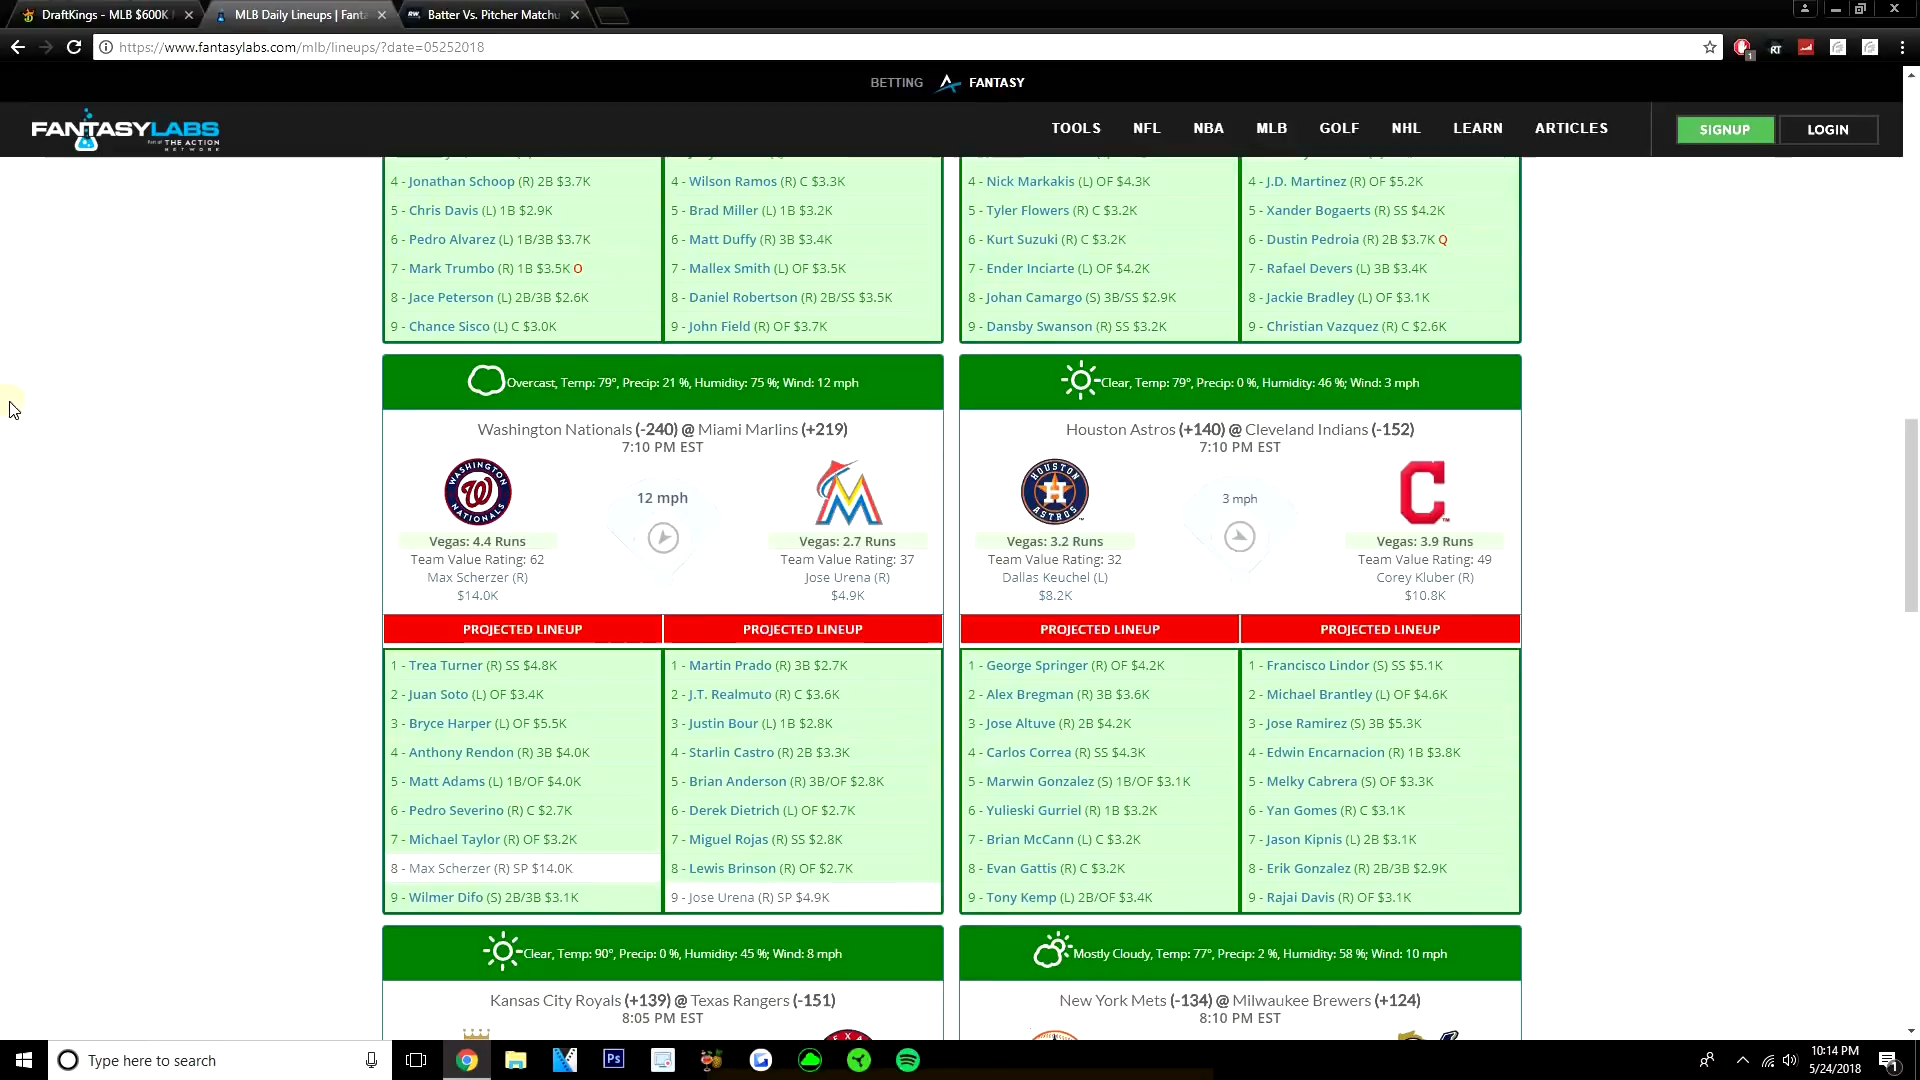 DraftKings - MLB $600K
MLB Daily Lineups | Fanta
Batter Vs. Pitcher Matchu
https://www.fantasylabs.com/mlb/lineups/?date=05252018
BETTING FANTASY
FANTASYLABS
Part of THE ACTION NETWORK
TOOLS NFL NBA MLB GOLF NHL LEARN ARTICLES SIGNUP LOGIN
4 - Jonathan Schoop (R) 2B $3.7K
5 - Chris Davis (L) 1B $2.9K
6 - Pedro Alvarez (L) 1B/3B $3.7K
7 - Mark Trumbo (R) 1B $3.5K O
8 - Jace Peterson (L) 2B/3B $2.6K
9 - Chance Sisco (L) C $3.0K
4 - Wilson Ramos (R) C $3.3K
5 - Brad Miller (L) 1B $3.2K
6 - Matt Duffy (R) 3B $3.4K
7 - Mallex Smith (L) OF $3.5K
8 - Daniel Robertson (R) 2B/SS $3.5K
9 - John Field (R) OF $3.7K
4 - Nick Markakis (L) OF $4.3K
5 - Tyler Flowers (R) C $3.2K
6 - Kurt Suzuki (R) C $3.2K
7 - Ender Inciarte (L) OF $4.2K
8 - Johan Camargo (S) 3B/SS $2.9K
9 - Dansby Swanson (R) SS $3.2K
4 - J.D. Martinez (R) OF $5.2K
5 - Xander Bogaerts (R) SS $4.2K
6 - Dustin Pedroia (R) 2B $3.7K Q
7 - Rafael Devers (L) 3B $3.4K
8 - Jackie Bradley (L) OF $3.1K
9 - Christian Vazquez (R) C $2.6K
Overcast, Temp: 79°, Precip: 21 %, Humidity: 75 %; Wind: 12 mph
Washington Nationals (-240) @ Miami Marlins (+219)
7:10 PM EST
WASHINGTON NATIONALS
12 mph
Vegas: 4.4 Runs
Team Value Rating: 62
Max Scherzer (R)
$14.0K
Vegas: 2.7 Runs
Team Value Rating: 37
Jose Urena (R)
$4.9K
PROJECTED LINEUP
PROJECTED LINEUP
1 - Trea Turner (R) SS $4.8K
2 - Juan Soto (L) OF $3.4K
3 - Bryce Harper (L) OF $5.5K
4 - Anthony Rendon (R) 3B $4.0K
5 - Matt Adams (L) 1B/OF $4.0K
6 - Pedro Severino (R) C $2.7K
7 - Michael Taylor (R) OF $3.2K
8 - Max Scherzer (R) SP $14.0K
9 - Wilmer Difo (S) 2B/3B $3.1K
1 - Martin Prado (R) 3B $2.7K
2 - J.T. Realmuto (R) C $3.6K
3 - Justin Bour (L) 1B $2.8K
4 - Starlin Castro (R) 2B $3.3K
5 - Brian Anderson (R) 3B/OF $2.8K
6 - Derek Dietrich (L) OF $2.7K
7 - Miguel Rojas (R) SS $2.8K
8 - Lewis Brinson (R) OF $2.7K
9 - Jose Urena (R) SP $4.9K
Clear, Temp: 79°, Precip: 0 %, Humidity: 46 %; Wind: 3 mph
Houston Astros (+140) @ Cleveland Indians (-152)
7:10 PM EST
HOUSTON ASTROS
3 mph
Vegas: 3.2 Runs
Team Value Rating: 32
Dallas Keuchel (L)
$8.2K
Vegas: 3.9 Runs
Team Value Rating: 49
Corey Kluber (R)
$10.8K
PROJECTED LINEUP
PROJECTED LINEUP
1 - George Springer (R) OF $4.2K
2 - Alex Bregman (R) 3B $3.6K
3 - Jose Altuve (R) 2B $4.2K
4 - Carlos Correa (R) SS $4.3K
5 - Marwin Gonzalez (S) 1B/OF $3.1K
6 - Yulieski Gurriel (R) 1B $3.2K
7 - Brian McCann (L) C $3.2K
8 - Evan Gattis (R) C $3.2K
9 - Tony Kemp (L) 2B/OF $3.4K
1 - Francisco Lindor (S) SS $5.1K
2 - Michael Brantley (L) OF $4.6K
3 - Jose Ramirez (S) 3B $5.3K
4 - Edwin Encarnacion (R) 1B $3.8K
5 - Melky Cabrera (S) OF $3.3K
6 - Yan Gomes (R) C $3.1K
7 - Jason Kipnis (L) 2B $3.1K
8 - Erik Gonzalez (R) 2B/3B $2.9K
9 - Rajai Davis (R) OF $3.1K
Clear, Temp: 90°, Precip: 0 %, Humidity: 45 %; Wind: 8 mph
Kansas City Royals (+139) @ Texas Rangers (-151)
8:05 PM EST
Mostly Cloudy, Temp: 77°, Precip: 2 %, Humidity: 58 %; Wind: 10 mph
New York Mets (-134) @ Milwaukee Brewers (+124)
8:10 PM EST
Type here to search
10:14 PM
5/24/2018